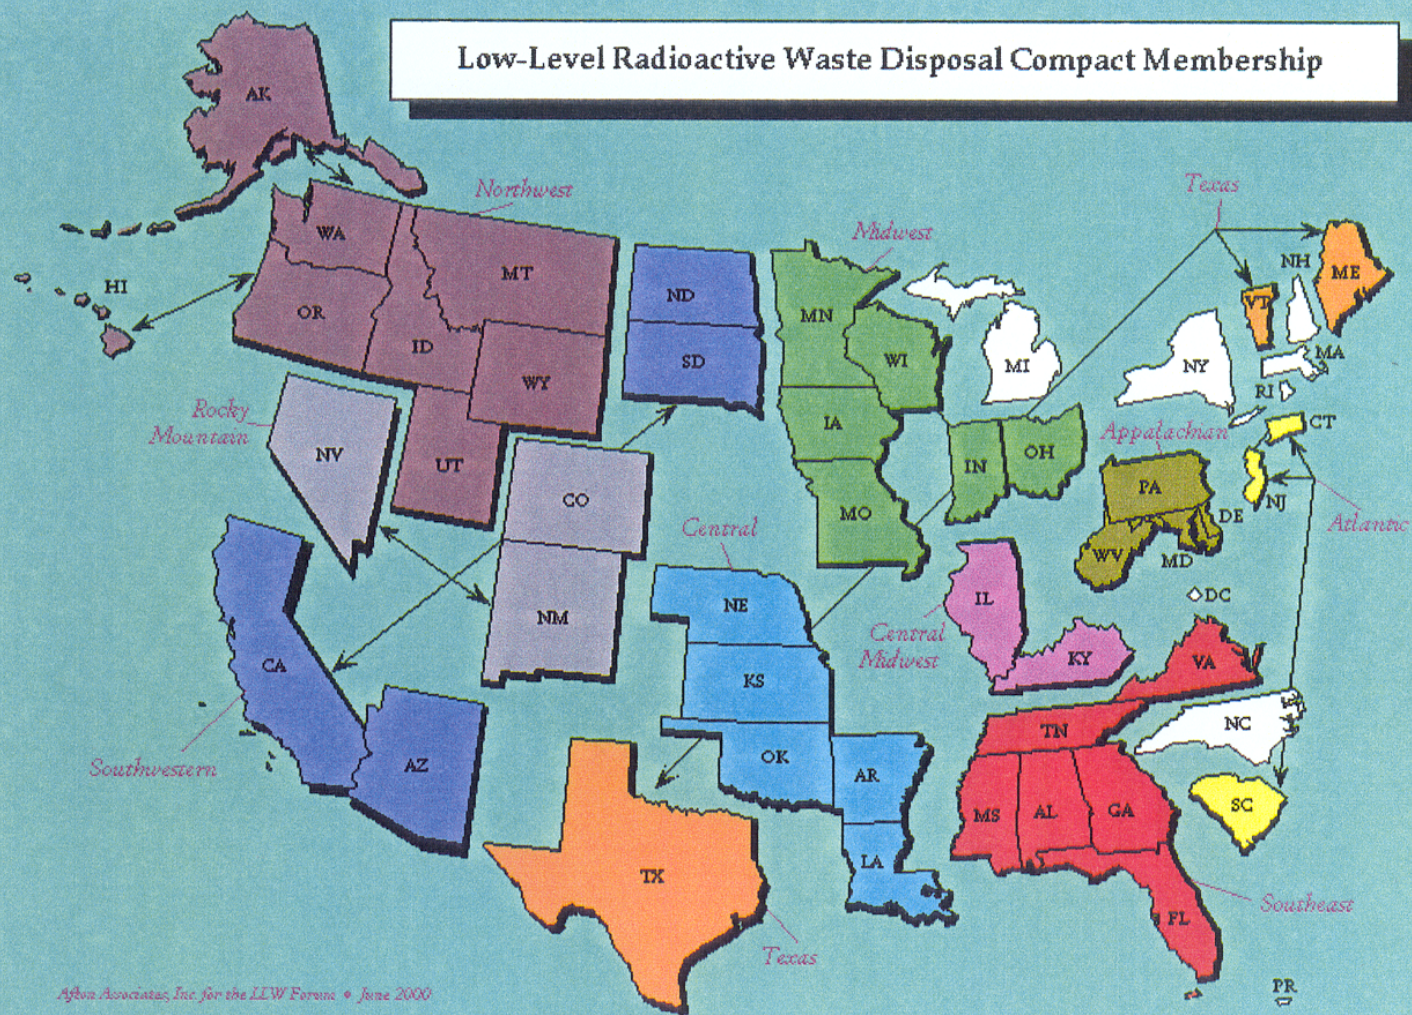 Low-Level Radioactive Waste Disposal Compact Membership
AK
Northwest
Texas
WA
MT
HI
OR
ID
WY
Midwest
ND
SD
MN
WI
IA
MO
MI
IN
OH
NH
ME
VT
NY
MA
RI
CT
Rocky
Mountain
NV
UT
CO
NM
Appalachian
PA
DE
NJ
WV
MD
DC
Atlantic
Central
NE
KS
OK
AR
LA
IL
KY
Central
Midwest
VA
TN
NC
SC
MS
AL
GA
FL
Southeast
CA
AZ
Southwestern
TX
Texas
PR
Afton Associates, Inc. for the LLW Forum ♦ June 2000